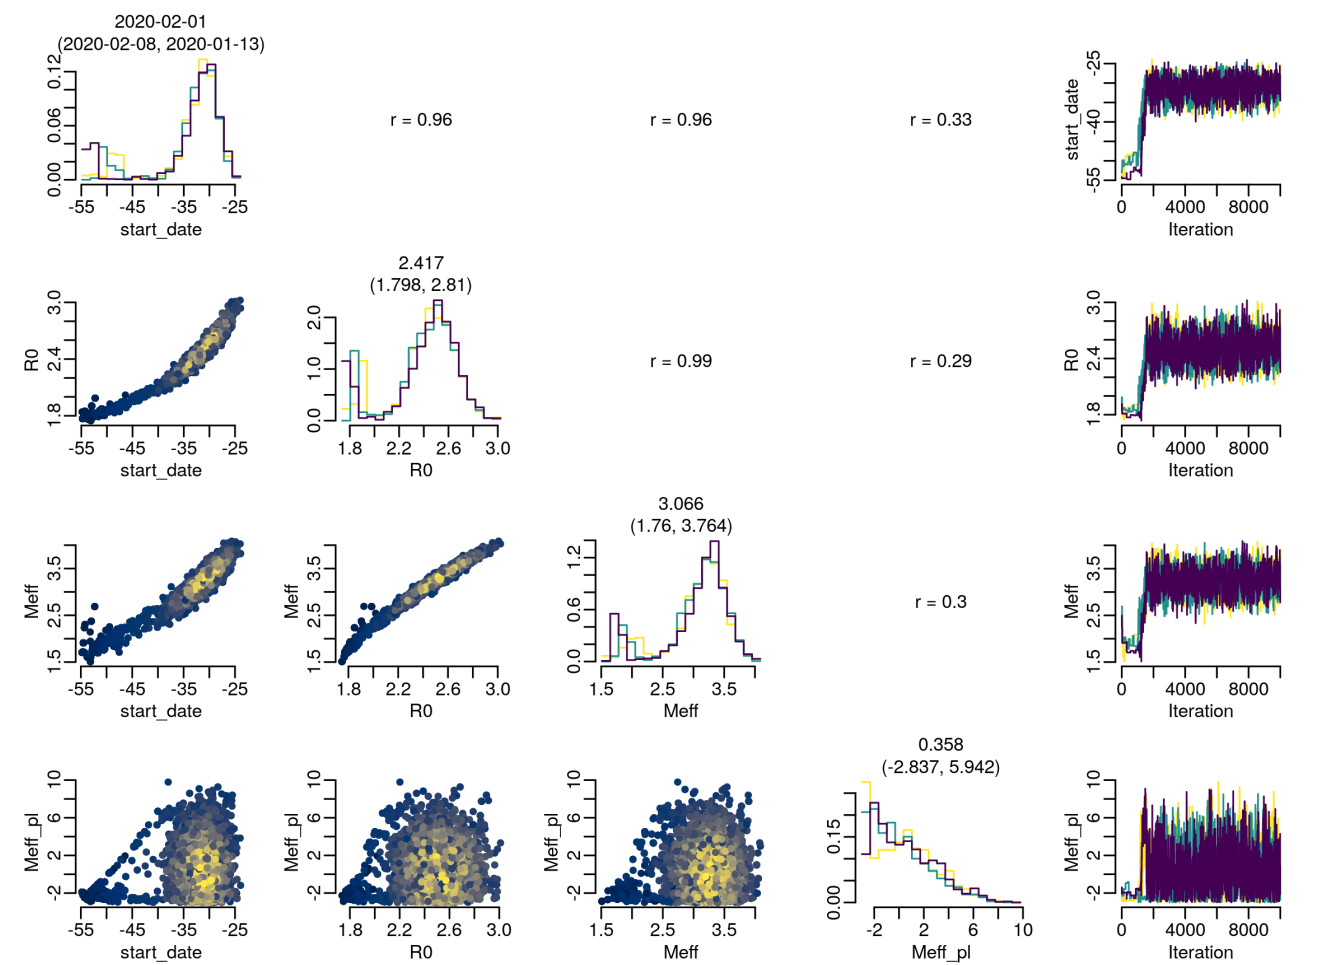 2020-02-01
(2020-02-08, 2020-01-13)
0.00 0.06 0.12
-55 -45 -35 -25
start_date
r = 0.96
r = 0.96
r = 0.33
start_date
-55 -40 -25
0 4000 8000
Iteration
R0
1.8 2.4 3.0
-55 -45 -35 -25
start_date
2.417
(1.798, 2.81)
0.0 1.0 2.0
1.8 2.2 2.6 3.0
R0
r = 0.99
r = 0.29
R0
1.8 2.4 3.0
0 4000 8000
Iteration
Meff
1.5 2.5 3.5
-55 -45 -35 -25
start_date
Meff
1.5 2.5 3.5
1.8 2.2 2.6 3.0
R0
3.066
(1.76, 3.764)
0.0 0.6 1.2
1.5 2.5 3.5
Meff
r = 0.3
Meff
1.5 2.5 3.5
0 4000 8000
Iteration
Meff_pl
-2 2 6 10
-55 -45 -35 -25
start_date
Meff_pl
-2 2 6 10
1.8 2.2 2.6 3.0
R0
Meff_pl
-2 2 6 10
1.5 2.5 3.5
Meff
0.358
(-2.837, 5.942)
0.00 0.15
-2 2 6 10
Meff_pl
Meff_pl
-2 2 6 10
0 4000 8000
Iteration